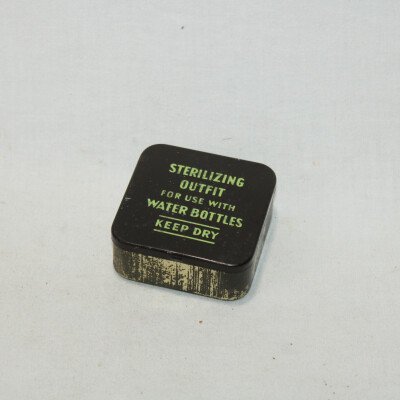 STERILIZING
OUTFIT
FOR USE WITH
WATER BOTTLES
KEEP DRY